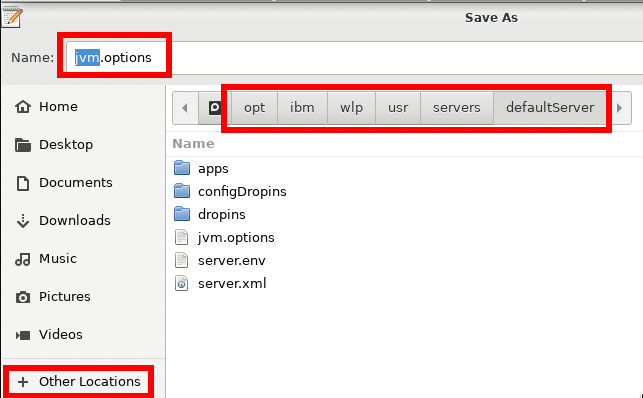 Save As
Name: jvm.options
opt ibm wlp usr servers defaultServer
Home
Desktop
Documents
Downloads
Music
Pictures
Videos
Other Locations
Name
apps
configDropins
dropins
jvm.options
server.env
server.xml